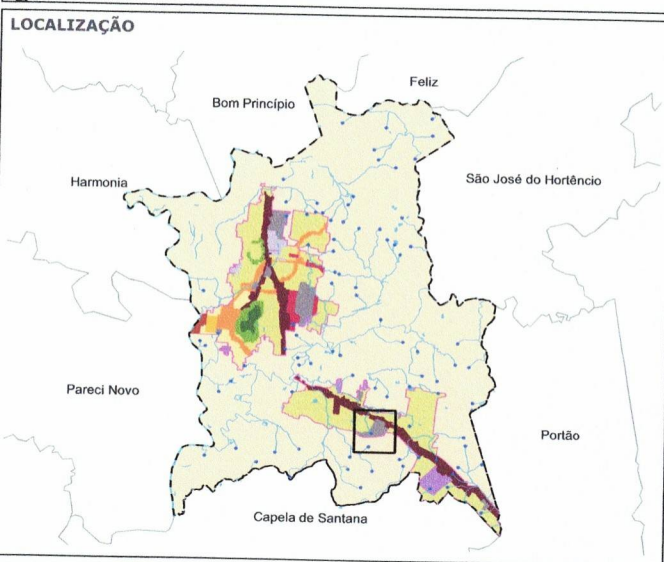 LOCALIZAÇÃO
Feliz
Bom Princípio
Harmonia
São José do Hortêncio
Pareci Novo
Portão
Capela de Santana